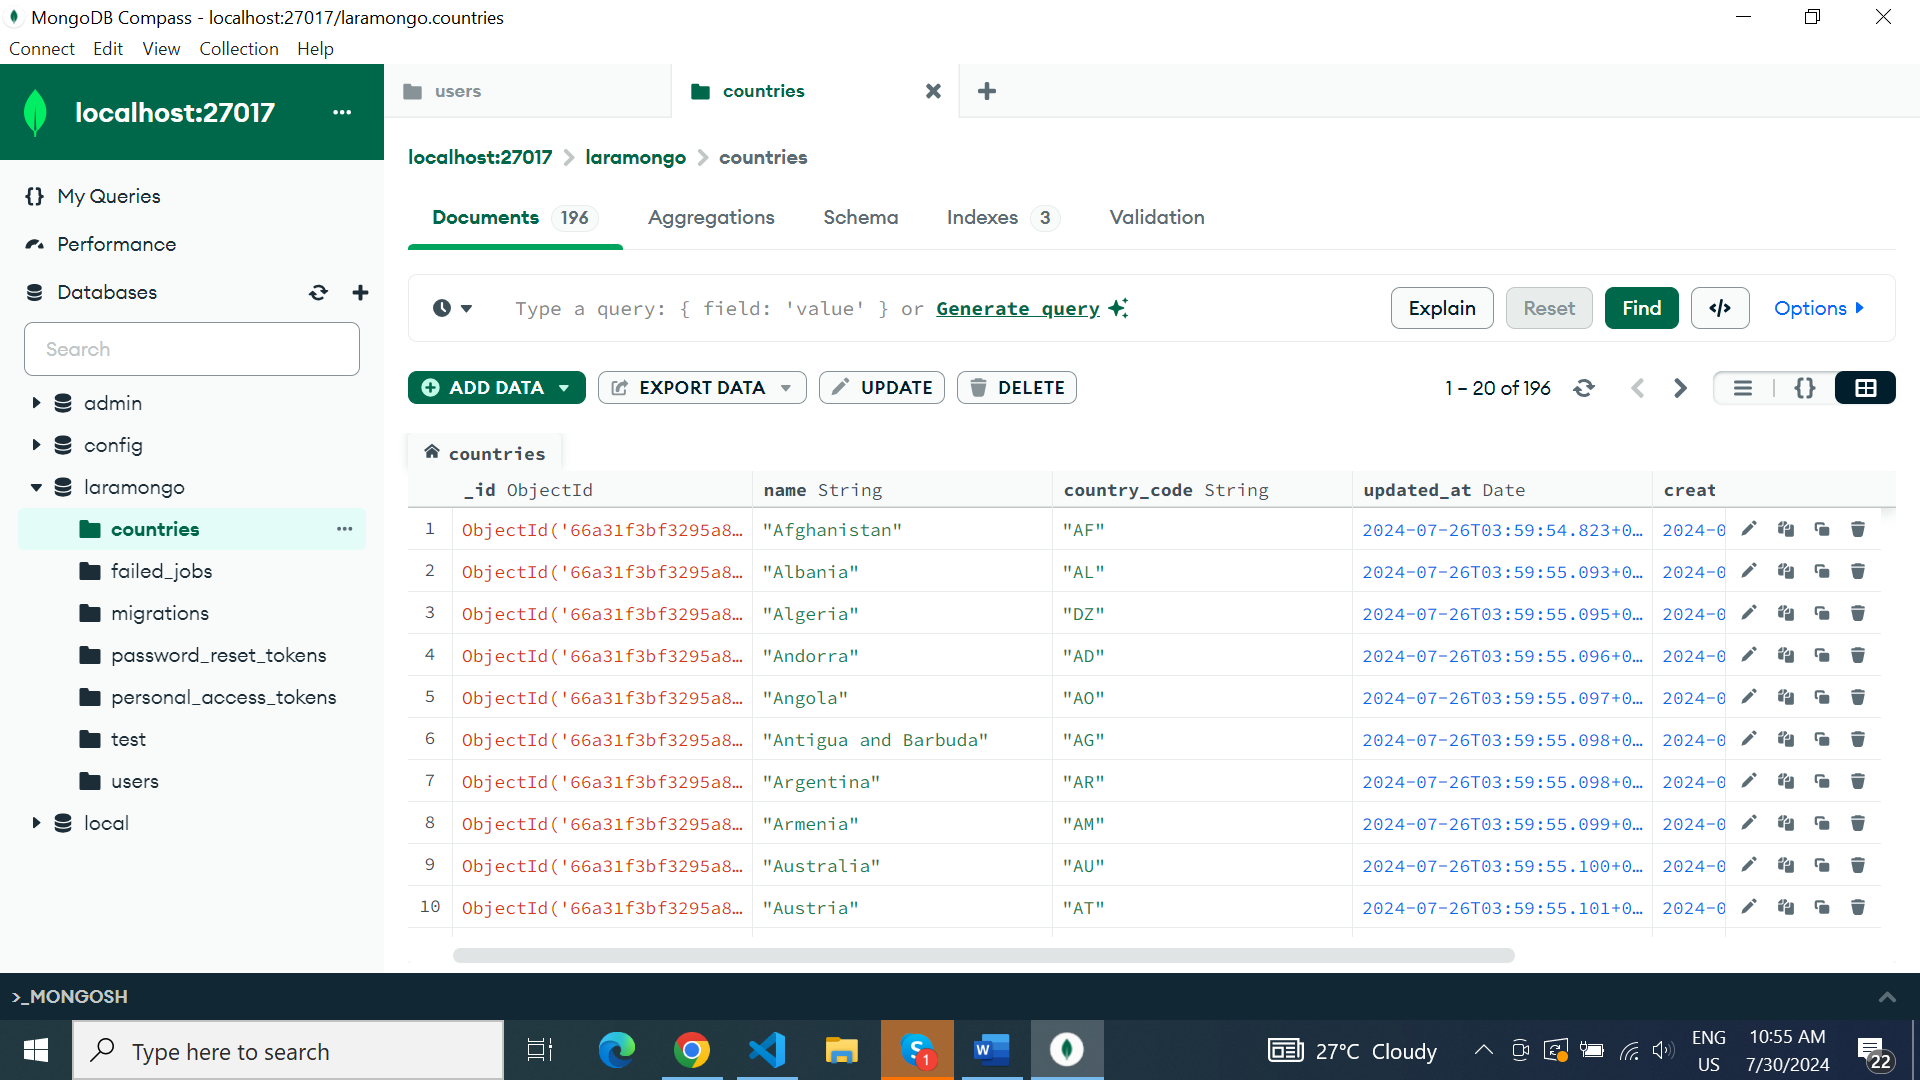 MongoDB Compass - localhost:27017/laramongo.countries
Connect Edit View Collection Help
localhost:27017 ...
users
countries
localhost:27017 > laramongo > countries
My Queries
Performance
Databases
Search
admin
config
laramongo
countries ...
failed_jobs
migrations
password_reset_tokens
personal_access_tokens
test
users
local
Documents 196 Aggregations Schema Indexes 3 Validation
Type a query: { field: 'value' } or Generate query
Explain Reset Find </> Options
ADD DATA EXPORT DATA UPDATE DELETE 1 – 20 of 196 {}
countries
_id ObjectId name String country_code String updated_at Date creat
1 ObjectId('66a31f3bf3295a8… "Afghanistan" "AF" 2024-07-26T03:59:54.823+0… 2024-0
2 ObjectId('66a31f3bf3295a8… "Albania" "AL" 2024-07-26T03:59:55.093+0… 2024-0
3 ObjectId('66a31f3bf3295a8… "Algeria" "DZ" 2024-07-26T03:59:55.095+0… 2024-0
4 ObjectId('66a31f3bf3295a8… "Andorra" "AD" 2024-07-26T03:59:55.096+0… 2024-0
5 ObjectId('66a31f3bf3295a8… "Angola" "AO" 2024-07-26T03:59:55.097+0… 2024-0
6 ObjectId('66a31f3bf3295a8… "Antigua and Barbuda" "AG" 2024-07-26T03:59:55.098+0… 2024-0
7 ObjectId('66a31f3bf3295a8… "Argentina" "AR" 2024-07-26T03:59:55.098+0… 2024-0
8 ObjectId('66a31f3bf3295a8… "Armenia" "AM" 2024-07-26T03:59:55.099+0… 2024-0
9 ObjectId('66a31f3bf3295a8… "Australia" "AU" 2024-07-26T03:59:55.100+0… 2024-0
10 ObjectId('66a31f3bf3295a8… "Austria" "AT" 2024-07-26T03:59:55.101+0… 2024-0
>_MONGOSH
Type here to search
S 1
W
27°C Cloudy
ENG
US
10:55 AM
7/30/2024
22